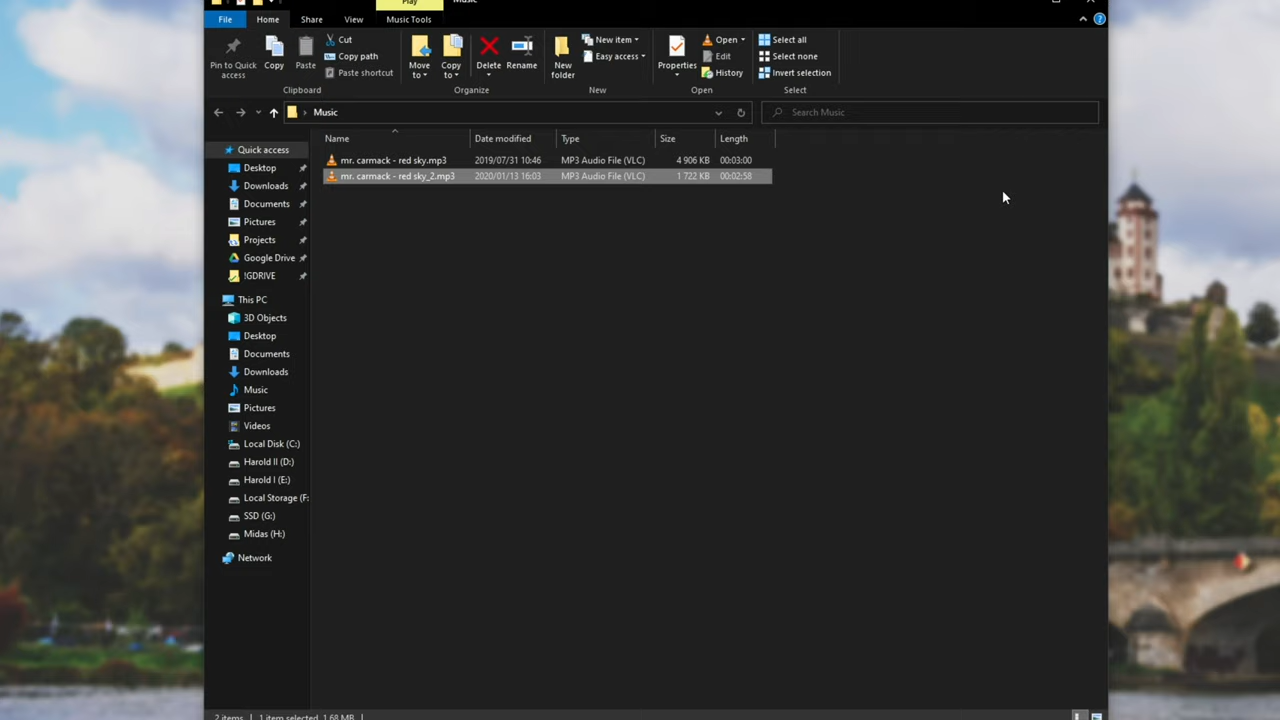 Play
Music
File Home Share View Music Tools
Pin to Quick access
Copy
Paste
Cut
Copy path
Paste shortcut
Clipboard
Move to
Copy to
Delete
Rename
Organize
New folder
New item
Easy access
New
Properties
Open
Edit
History
Open
Select all
Select none
Invert selection
Select
Music
Search Music
Name Date modified Type Size Length
mr. carmack - red sky.mp3 2019/07/31 10:46 MP3 Audio File (VLC) 4 906 KB 00:03:00
mr. carmack - red sky_2.mp3 2020/01/13 16:03 MP3 Audio File (VLC) 1 722 KB 00:02:58
Quick access
Desktop
Downloads
Documents
Pictures
Projects
Google Drive
!GDRIVE
This PC
3D Objects
Desktop
Documents
Downloads
Music
Pictures
Videos
Local Disk (C:)
Harold II (D:)
Harold I (E:)
Local Storage (F:
SSD (G:)
Midas (H:)
Network
2 items 1 item selected 1.68 MB